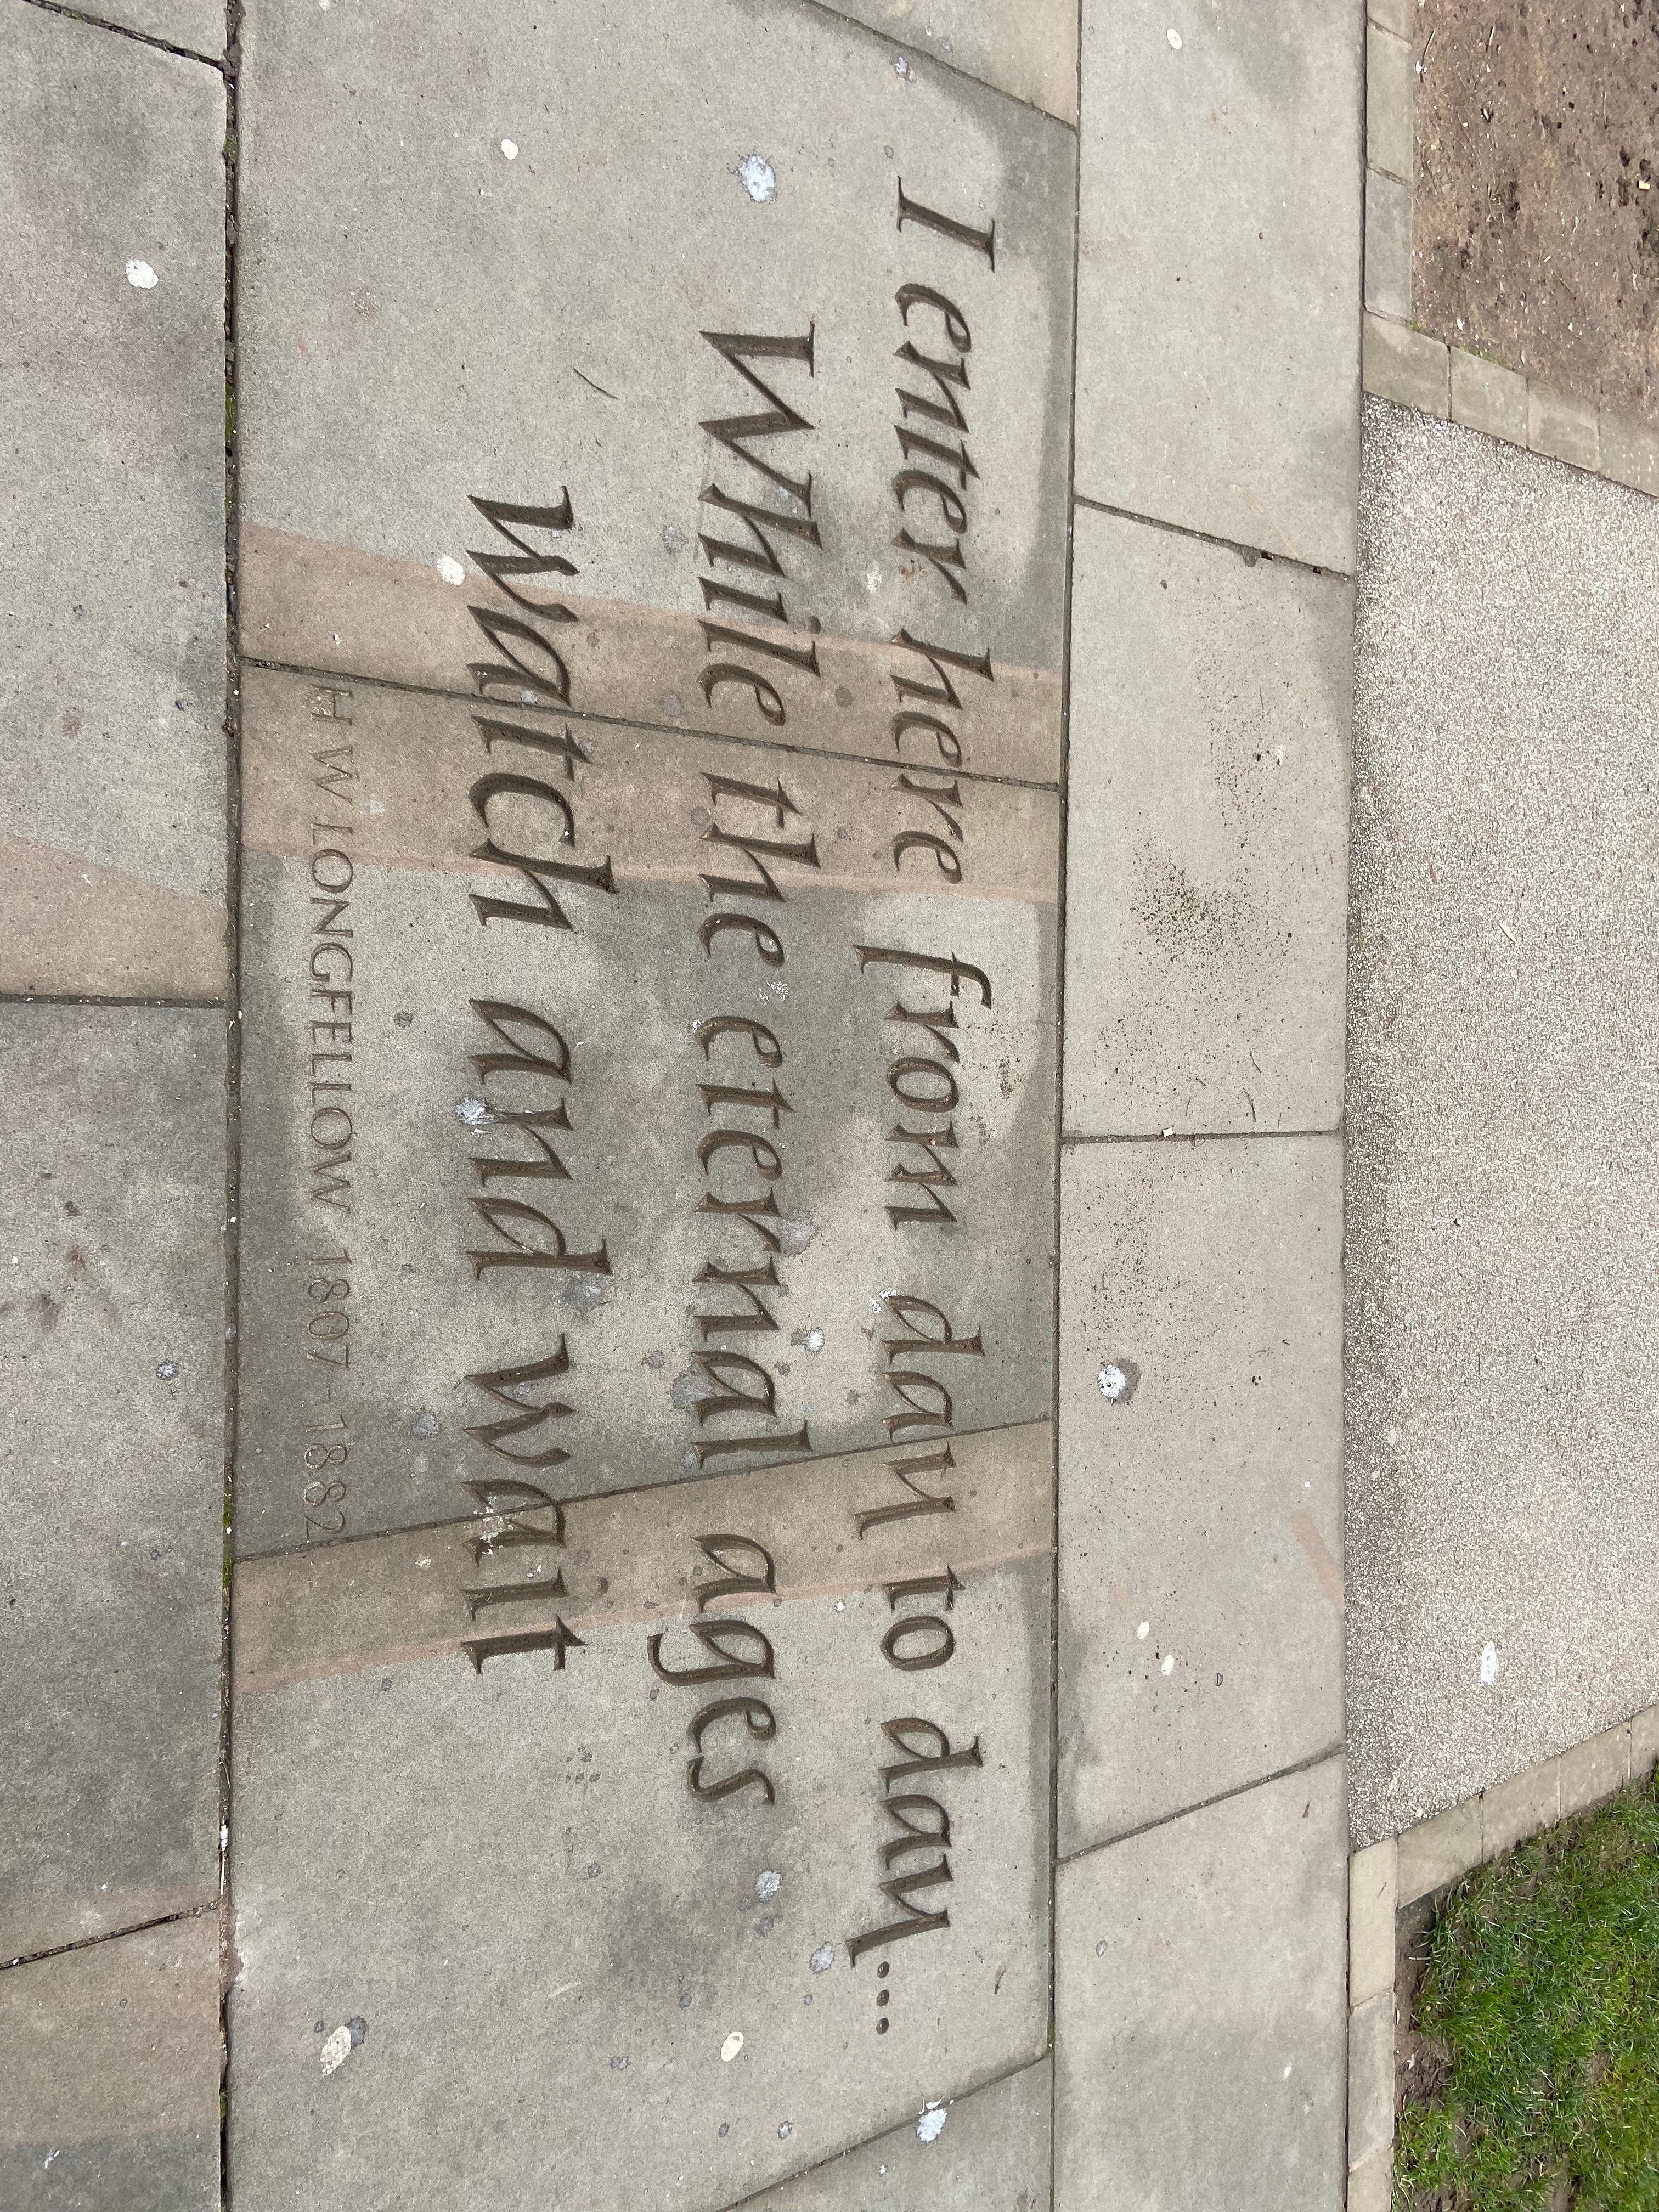 I enter here from day to day...
While the eternal ages
watch and wait
H W LONGFELLOW 1807 - 1882